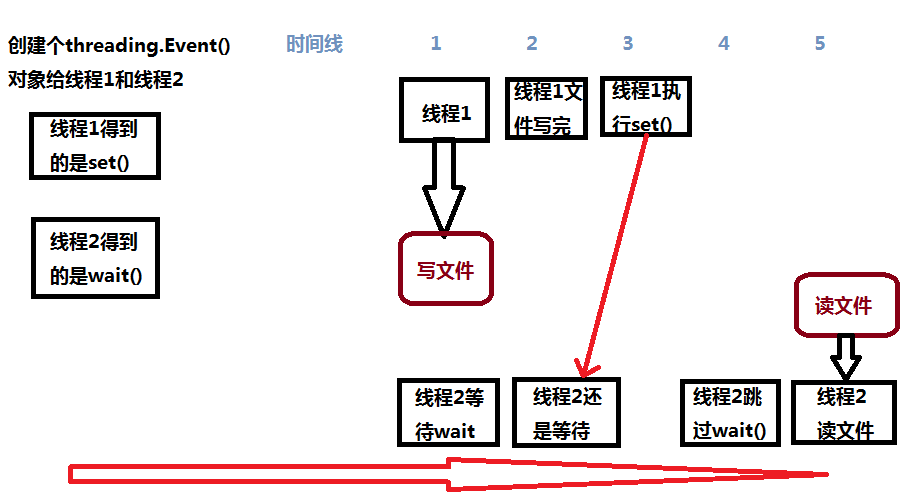 创建个threading.Event()
对象给线程1和线程2
时间线
1
2
3
4
5
线程1得到
的是set()
线程2得到
的是wait()
线程1
线程1文
件写完
线程1执
行set()
写文件
读文件
线程2等
待wait
线程2还
是等待
线程2跳
过wait()
线程2
读文件